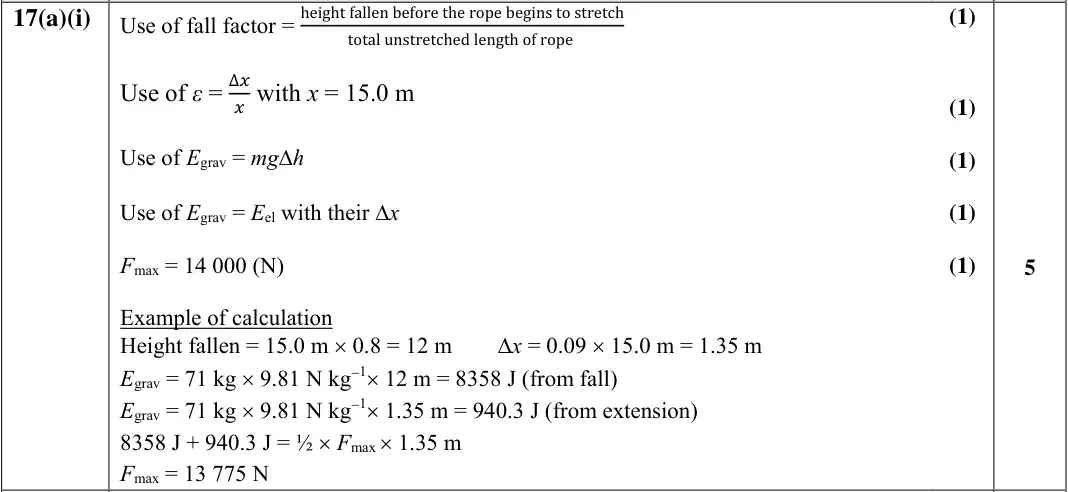 17(a)(i) Use of fall factor = height fallen before the rope begins to stretch / total unstretched length of rope (1)
Use of ε = Δx/x with x = 15.0 m (1)
Use of Egrav = mgΔh (1)
Use of Egrav = Eel with their Δx (1)
Fmax = 14 000 (N) (1) 5
Example of calculation
Height fallen = 15.0 m × 0.8 = 12 m Δx = 0.09 × 15.0 m = 1.35 m
Egrav = 71 kg × 9.81 N kg⁻¹× 12 m = 8358 J (from fall)
Egrav = 71 kg × 9.81 N kg⁻¹× 1.35 m = 940.3 J (from extension)
8358 J + 940.3 J = ½ × Fmax × 1.35 m
Fmax = 13 775 N